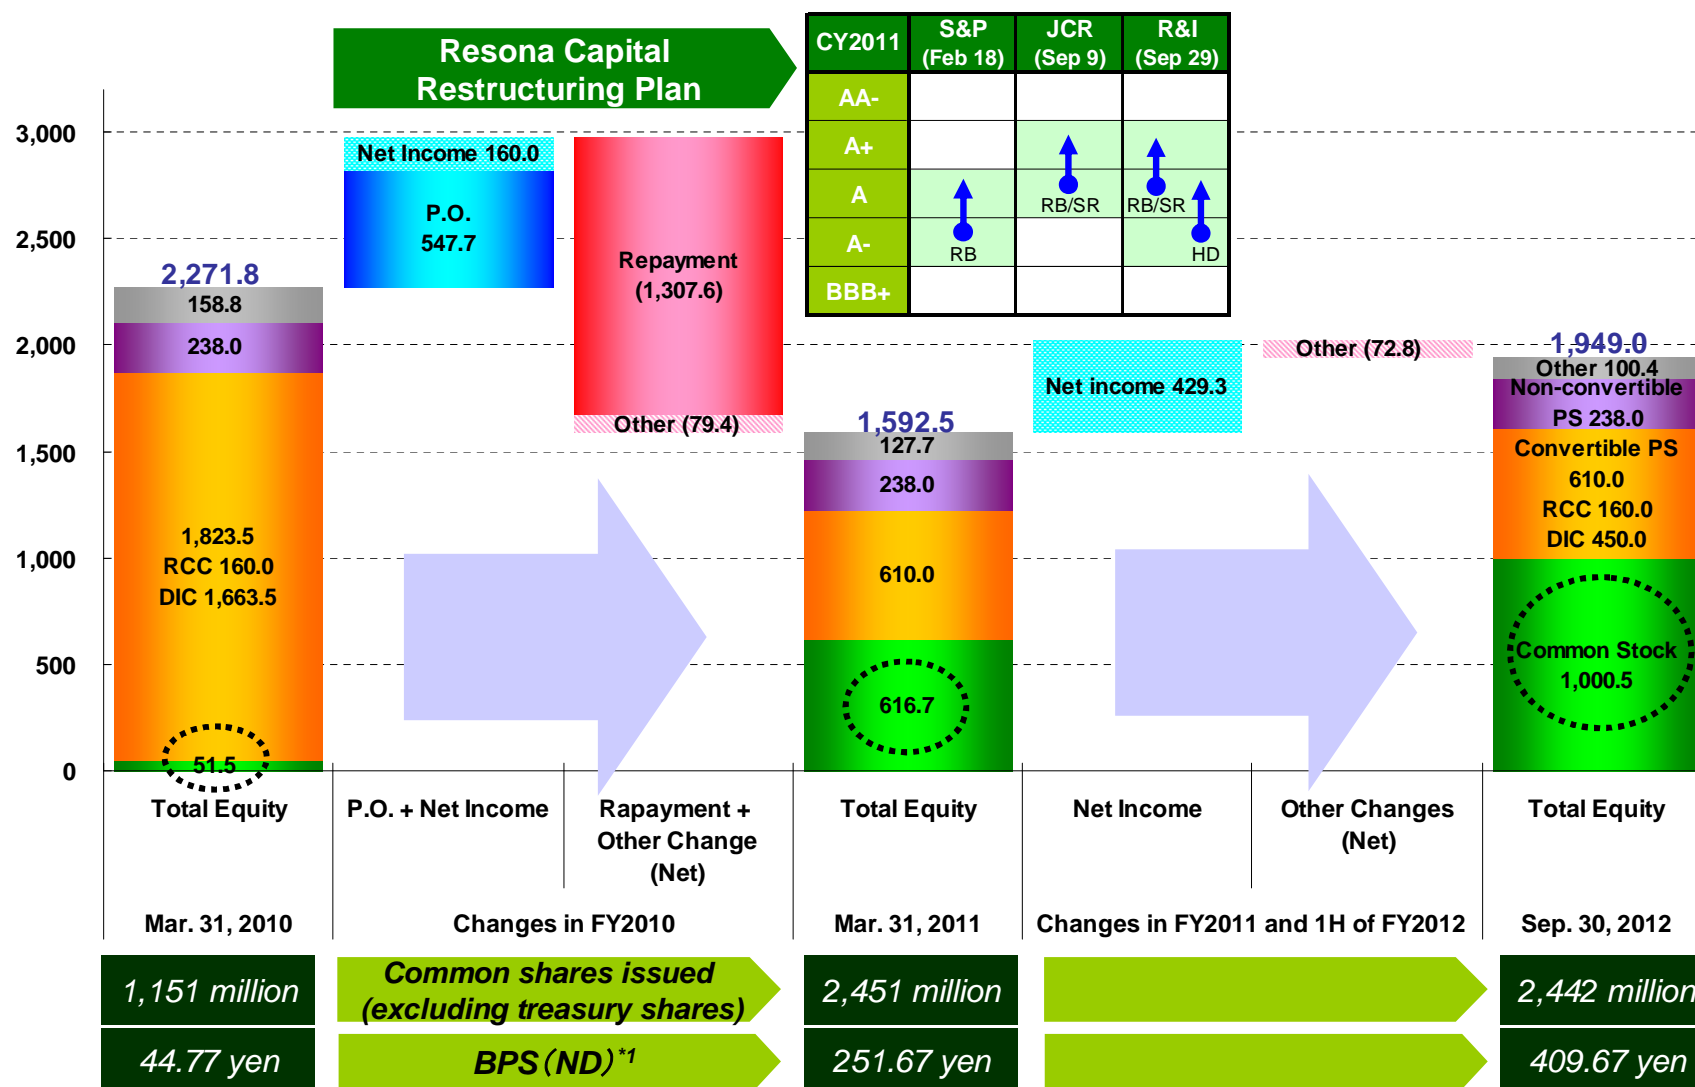 Resona Capital
Restructuring Plan
CY2011
S&P
(Feb 18)
JCR
(Sep 9)
R&I
(Sep 29)
AA-
A+
A
RB/SR
RB/SR
A-
RB
HD
BBB+
3,000
2,500
2,000
1,500
1,000
500
0
2,271.8
158.8
238.0
1,823.5
RCC 160.0
DIC 1,663.5
51.5
Net Income 160.0
P.O.
547.7
Repayment
(1,307.6)
Other (79.4)
1,592.5
127.7
238.0
610.0
616.7
Net income 429.3
Other (72.8)
1,949.0
Other 100.4
Non-convertible
PS 238.0
Convertible PS
610.0
RCC 160.0
DIC 450.0
Common Stock
1,000.5
Total Equity
P.O. + Net Income
Rapayment +
Other Change
(Net)
Total Equity
Net Income
Other Changes
(Net)
Total Equity
Mar. 31, 2010
Changes in FY2010
Mar. 31, 2011
Changes in FY2011 and 1H of FY2012
Sep. 30, 2012
1,151 million
Common shares issued
(excluding treasury shares)
2,451 million
2,442 million
44.77 yen
BPS（ND）*1
251.67 yen
409.67 yen